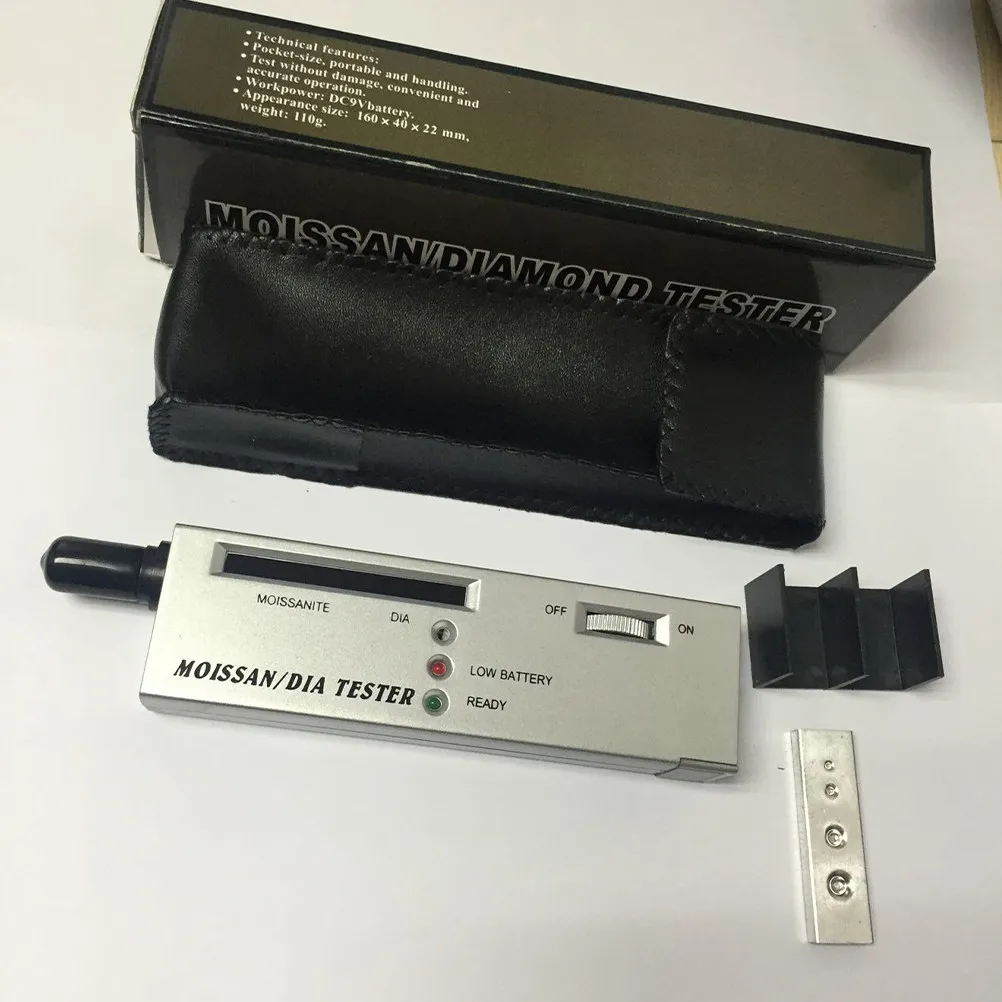 • Technical features:
• Pocket-size, portable and handling.
• Test without damage, convenient and
accurate operation.
• Workpower: DC9Vbattery.
• Appearance size: 160×40×22 mm,
weight: 110g.
MOISSAN/DIAMOND TESTER
MOISSANITE
DIA
OFF
ON
LOW BATTERY
READY
MOISSAN/DIA TESTER